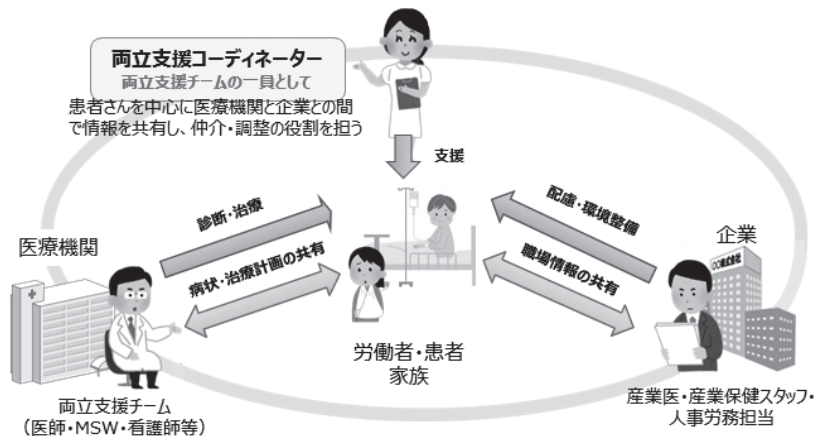 両立支援コーディネーター
両立支援チームの一員として
患者さんを中心に医療機関と企業との間
で情報を共有し、仲介・調整の役割を担う
支援
診断・治療
配慮・環境整備
医療機関
企業
〇〇株式会社
病状・治療計画の共有
職場情報の共有
労働者・患者
家族
両立支援チーム
（医師・MSW・看護師等）
産業医・産業保健スタッフ・
人事労務担当